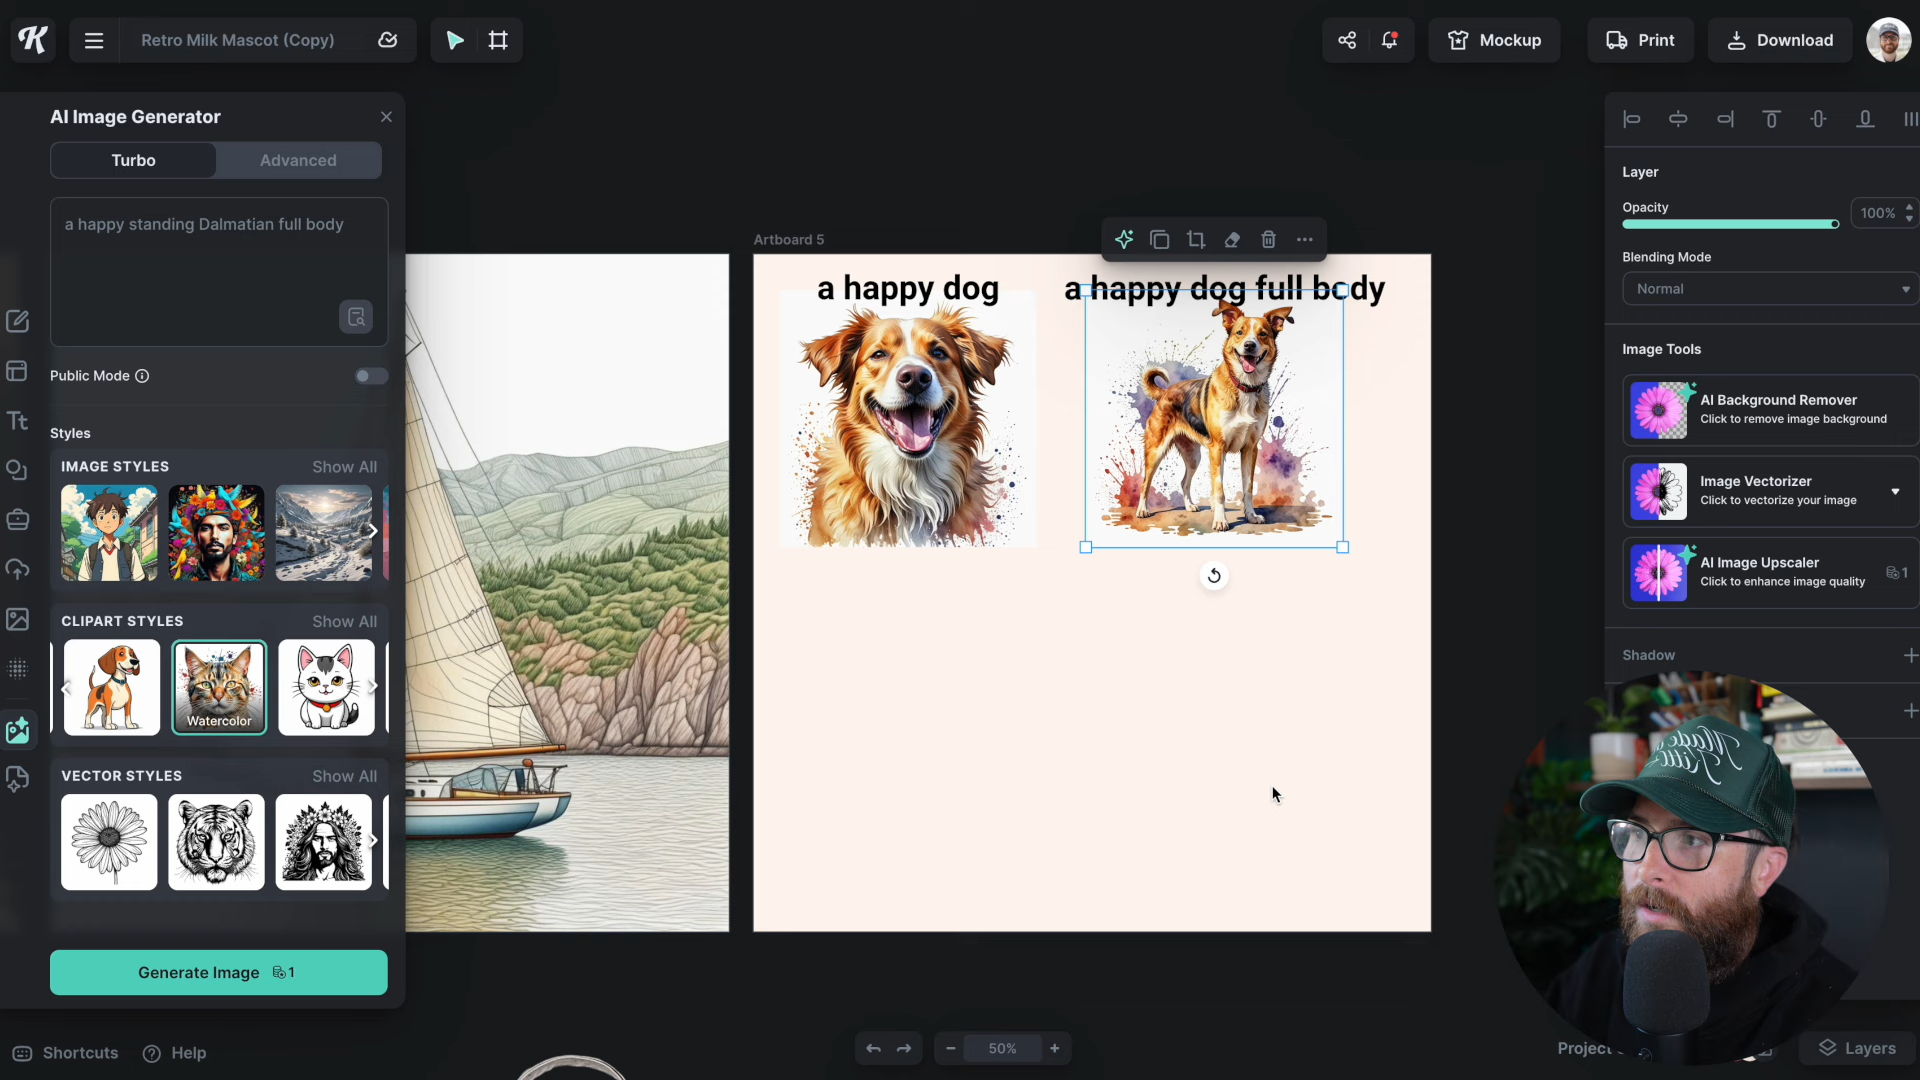 K
Retro Milk Mascot (Copy)
Mockup
Print
Download
AI Image Generator
Turbo
Advanced
a happy standing Dalmatian full body
Public Mode
Styles
IMAGE STYLES
Show All
CLIPART STYLES
Show All
Watercolor
VECTOR STYLES
Show All
Generate Image 1
Shortcuts
Help
Tt
Artboard 5
a happy dog
a happy dog full body
50%
Layer
Opacity
100%
Blending Mode
Normal
Image Tools
AI Background Remover
Click to remove image background
Image Vectorizer
Click to vectorize your image
AI Image Upscaler
Click to enhance image quality
1
Shadow
Project
Layers